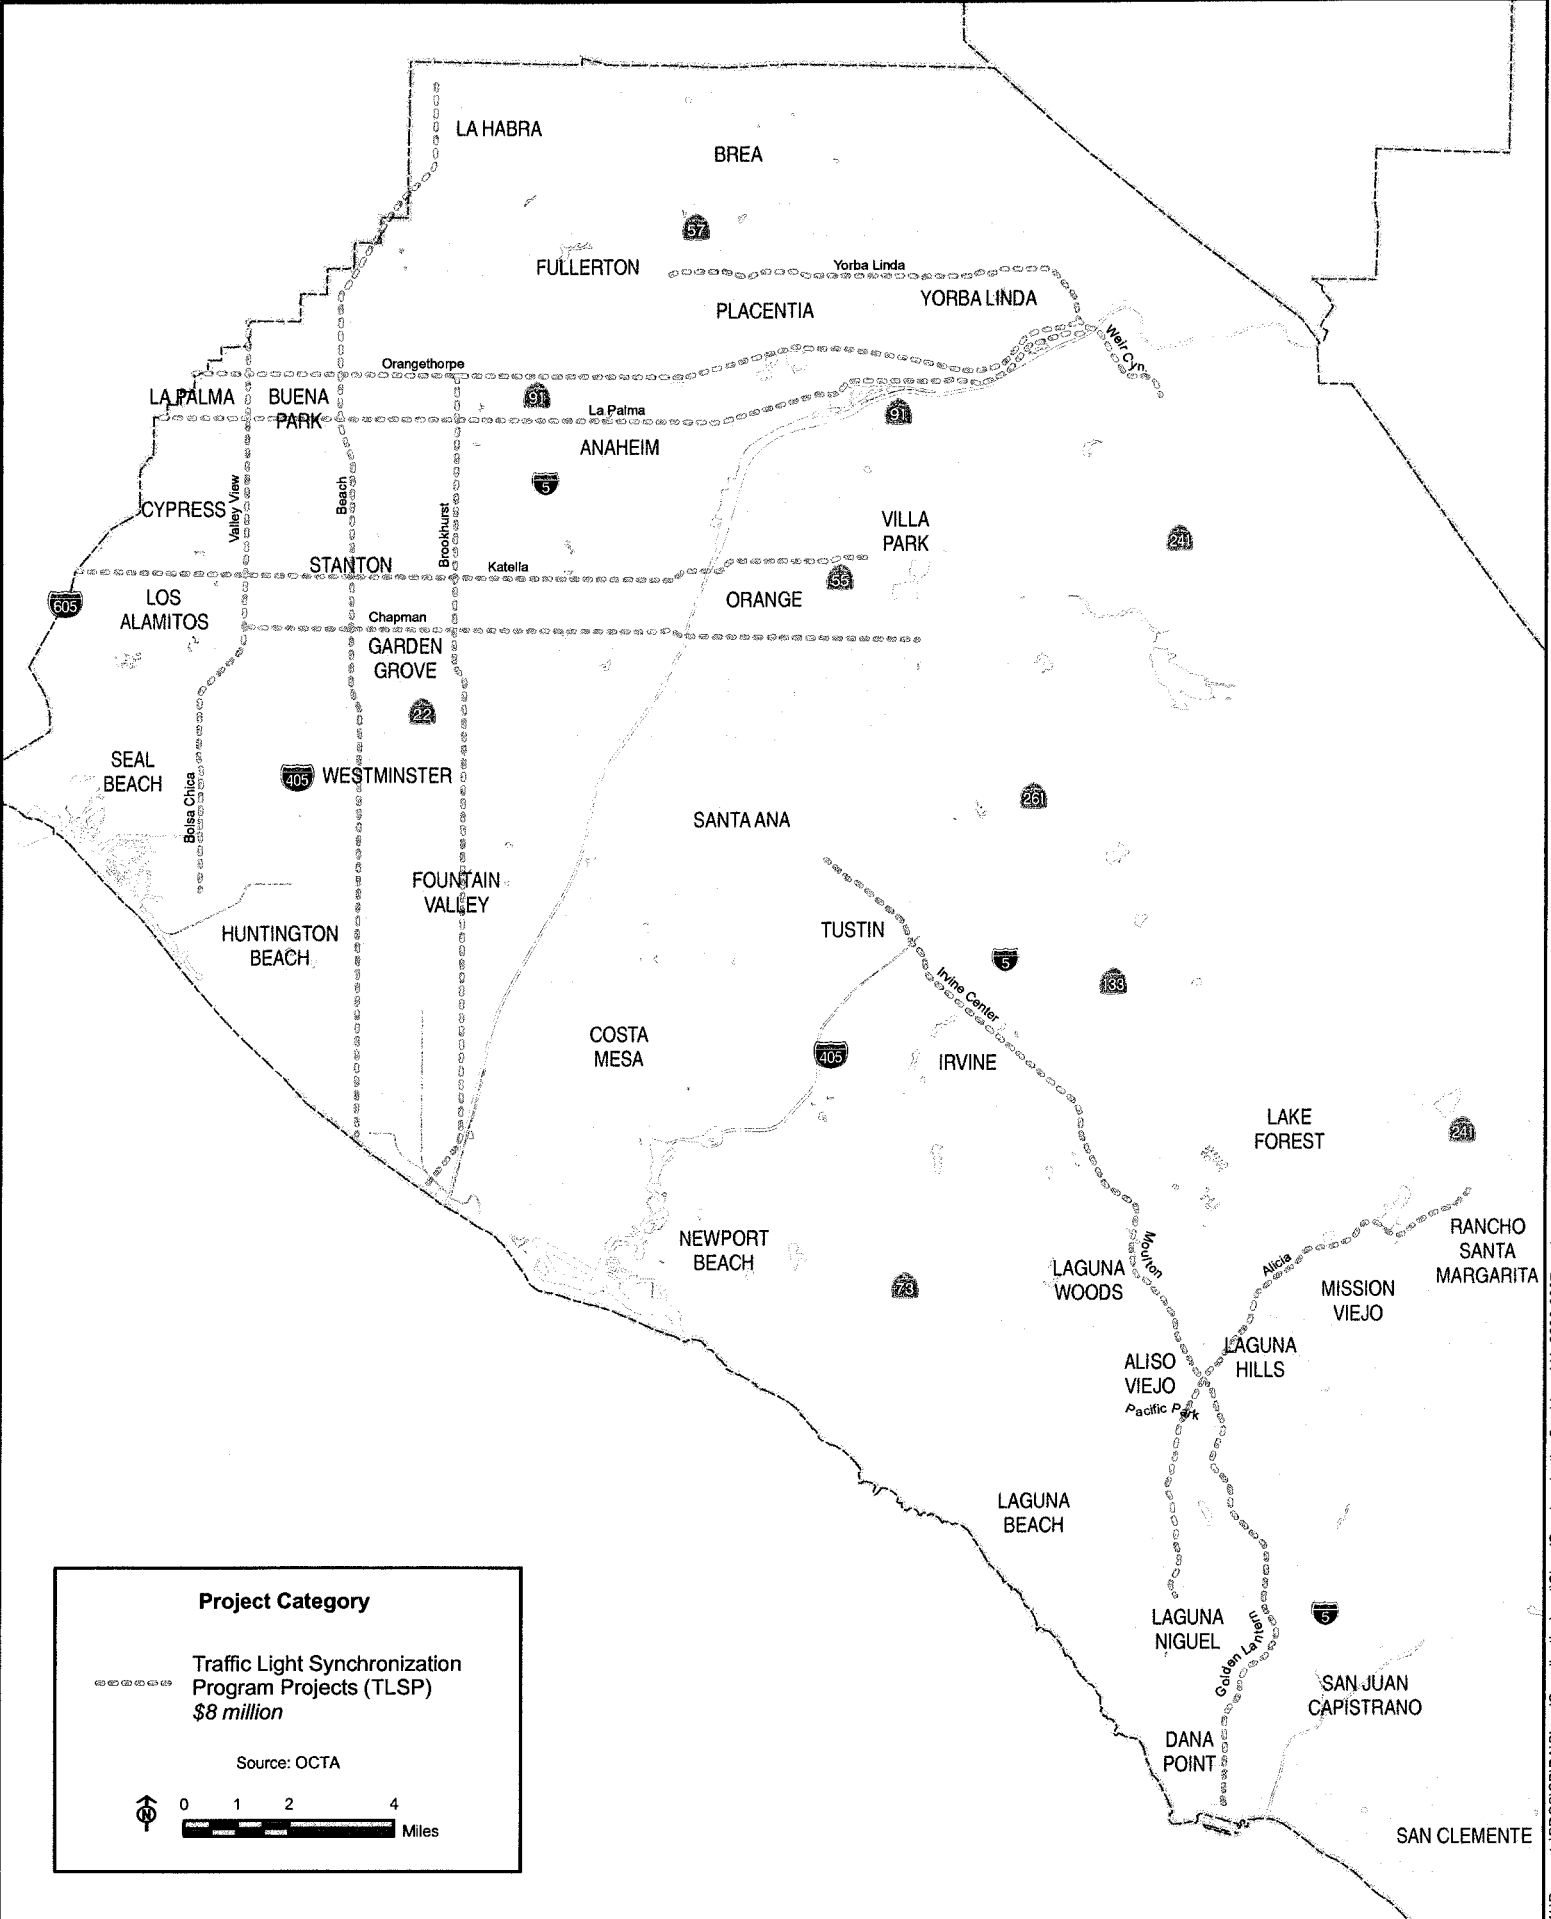 LA HABRA
BREA
57
FULLERTON
Yorba Linda
YORBA LINDA
PLACENTIA
Weir Cyn.
Orangethorpe
LA PALMA
BUENA
PARK
91
La Palma
91
ANAHEIM
5
CYPRESS
Valley View
Beach
Brookhurst
VILLA
PARK
241
STANTON
Katella
55
605
LOS
ALAMITOS
ORANGE
Chapman
GARDEN
GROVE
22
SEAL
BEACH
405
WESTMINSTER
Bolsa Chica
SANTA ANA
261
FOUNTAIN
VALLEY
HUNTINGTON
BEACH
TUSTIN
5
133
Irvine Center
COSTA
MESA
405
IRVINE
LAKE
FOREST
241
NEWPORT
BEACH
73
LAGUNA
WOODS
Moulton
Alicia
RANCHO
SANTA
MARGARITA
MISSION
VIEJO
LAGUNA
HILLS
ALISO
VIEJO
Pacific Park
LAGUNA
BEACH
LAGUNA
NIGUEL
Golden Lantern
5
SAN JUAN
CAPISTRANO
DANA
POINT
SAN CLEMENTE
Project Category
Traffic Light Synchronization
Program Projects (TLSP)
$8 million
Source: OCTA
N
0 1 2 4
Miles